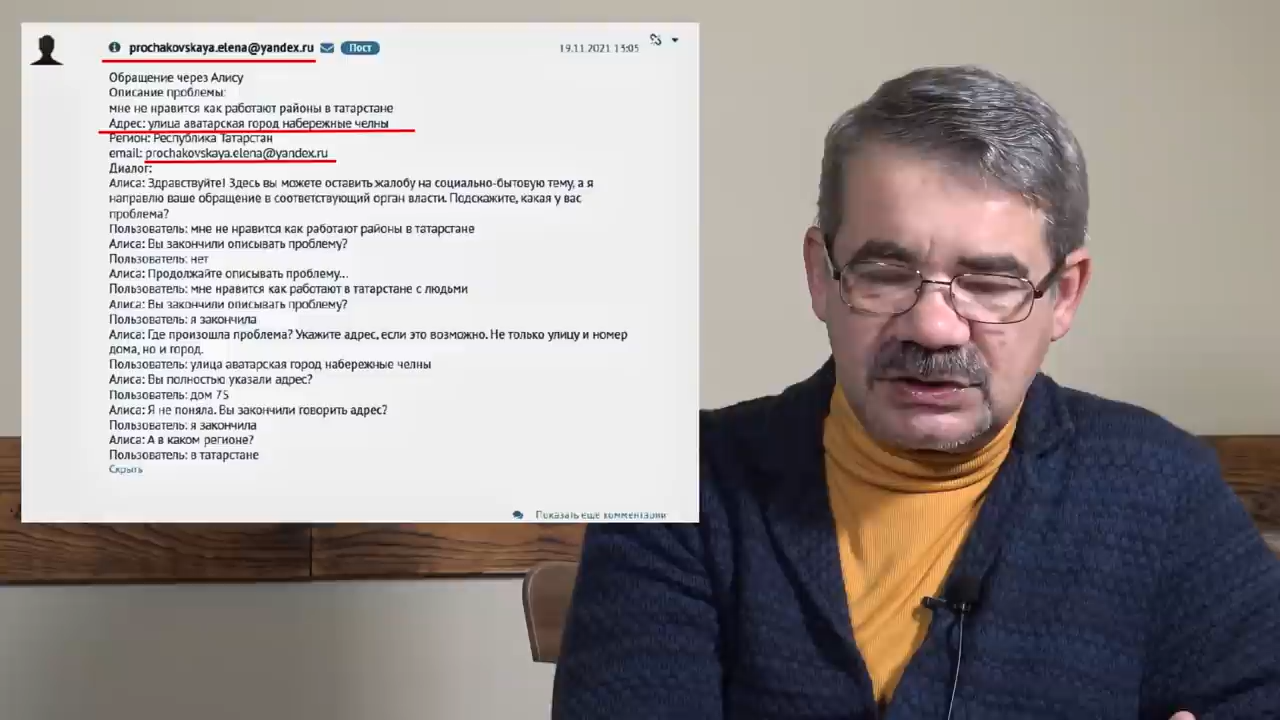 prochakovskaya.elena@yandex.ru Пост 19.11.2021 13:05
Обращение через Алису
Описание проблемы:
мне не нравится как работают районы в татарстане
Адрес: улица аватарская город набережные челны
Регион: Республика Татарстан
email: prochakovskaya.elena@yandex.ru
Диалог:
Алиса: Здравствуйте! Здесь вы можете оставить жалобу на социально-бытовую тему, а я
направлю ваше обращение в соответствующий орган власти. Подскажите, какая у вас
проблема?
Пользователь: мне не нравится как работают районы в татарстане
Алиса: Вы закончили описывать проблему?
Пользователь: нет
Алиса: Продолжайте описывать проблему...
Пользователь: мне нравится как работают в татарстане с людьми
Алиса: Вы закончили описывать проблему?
Пользователь: я закончила
Алиса: Где произошла проблема? Укажите адрес, если это возможно. Не только улицу и номер
дома, но и город.
Пользователь: улица аватарская город набережные челны
Алиса: Вы полностью указали адрес?
Пользователь: дом 75
Алиса: Я не поняла. Вы закончили говорить адрес?
Пользователь: я закончила
Алиса: А в каком регионе?
Пользователь: в татарстане
Скрыть
Показать еще комментарии